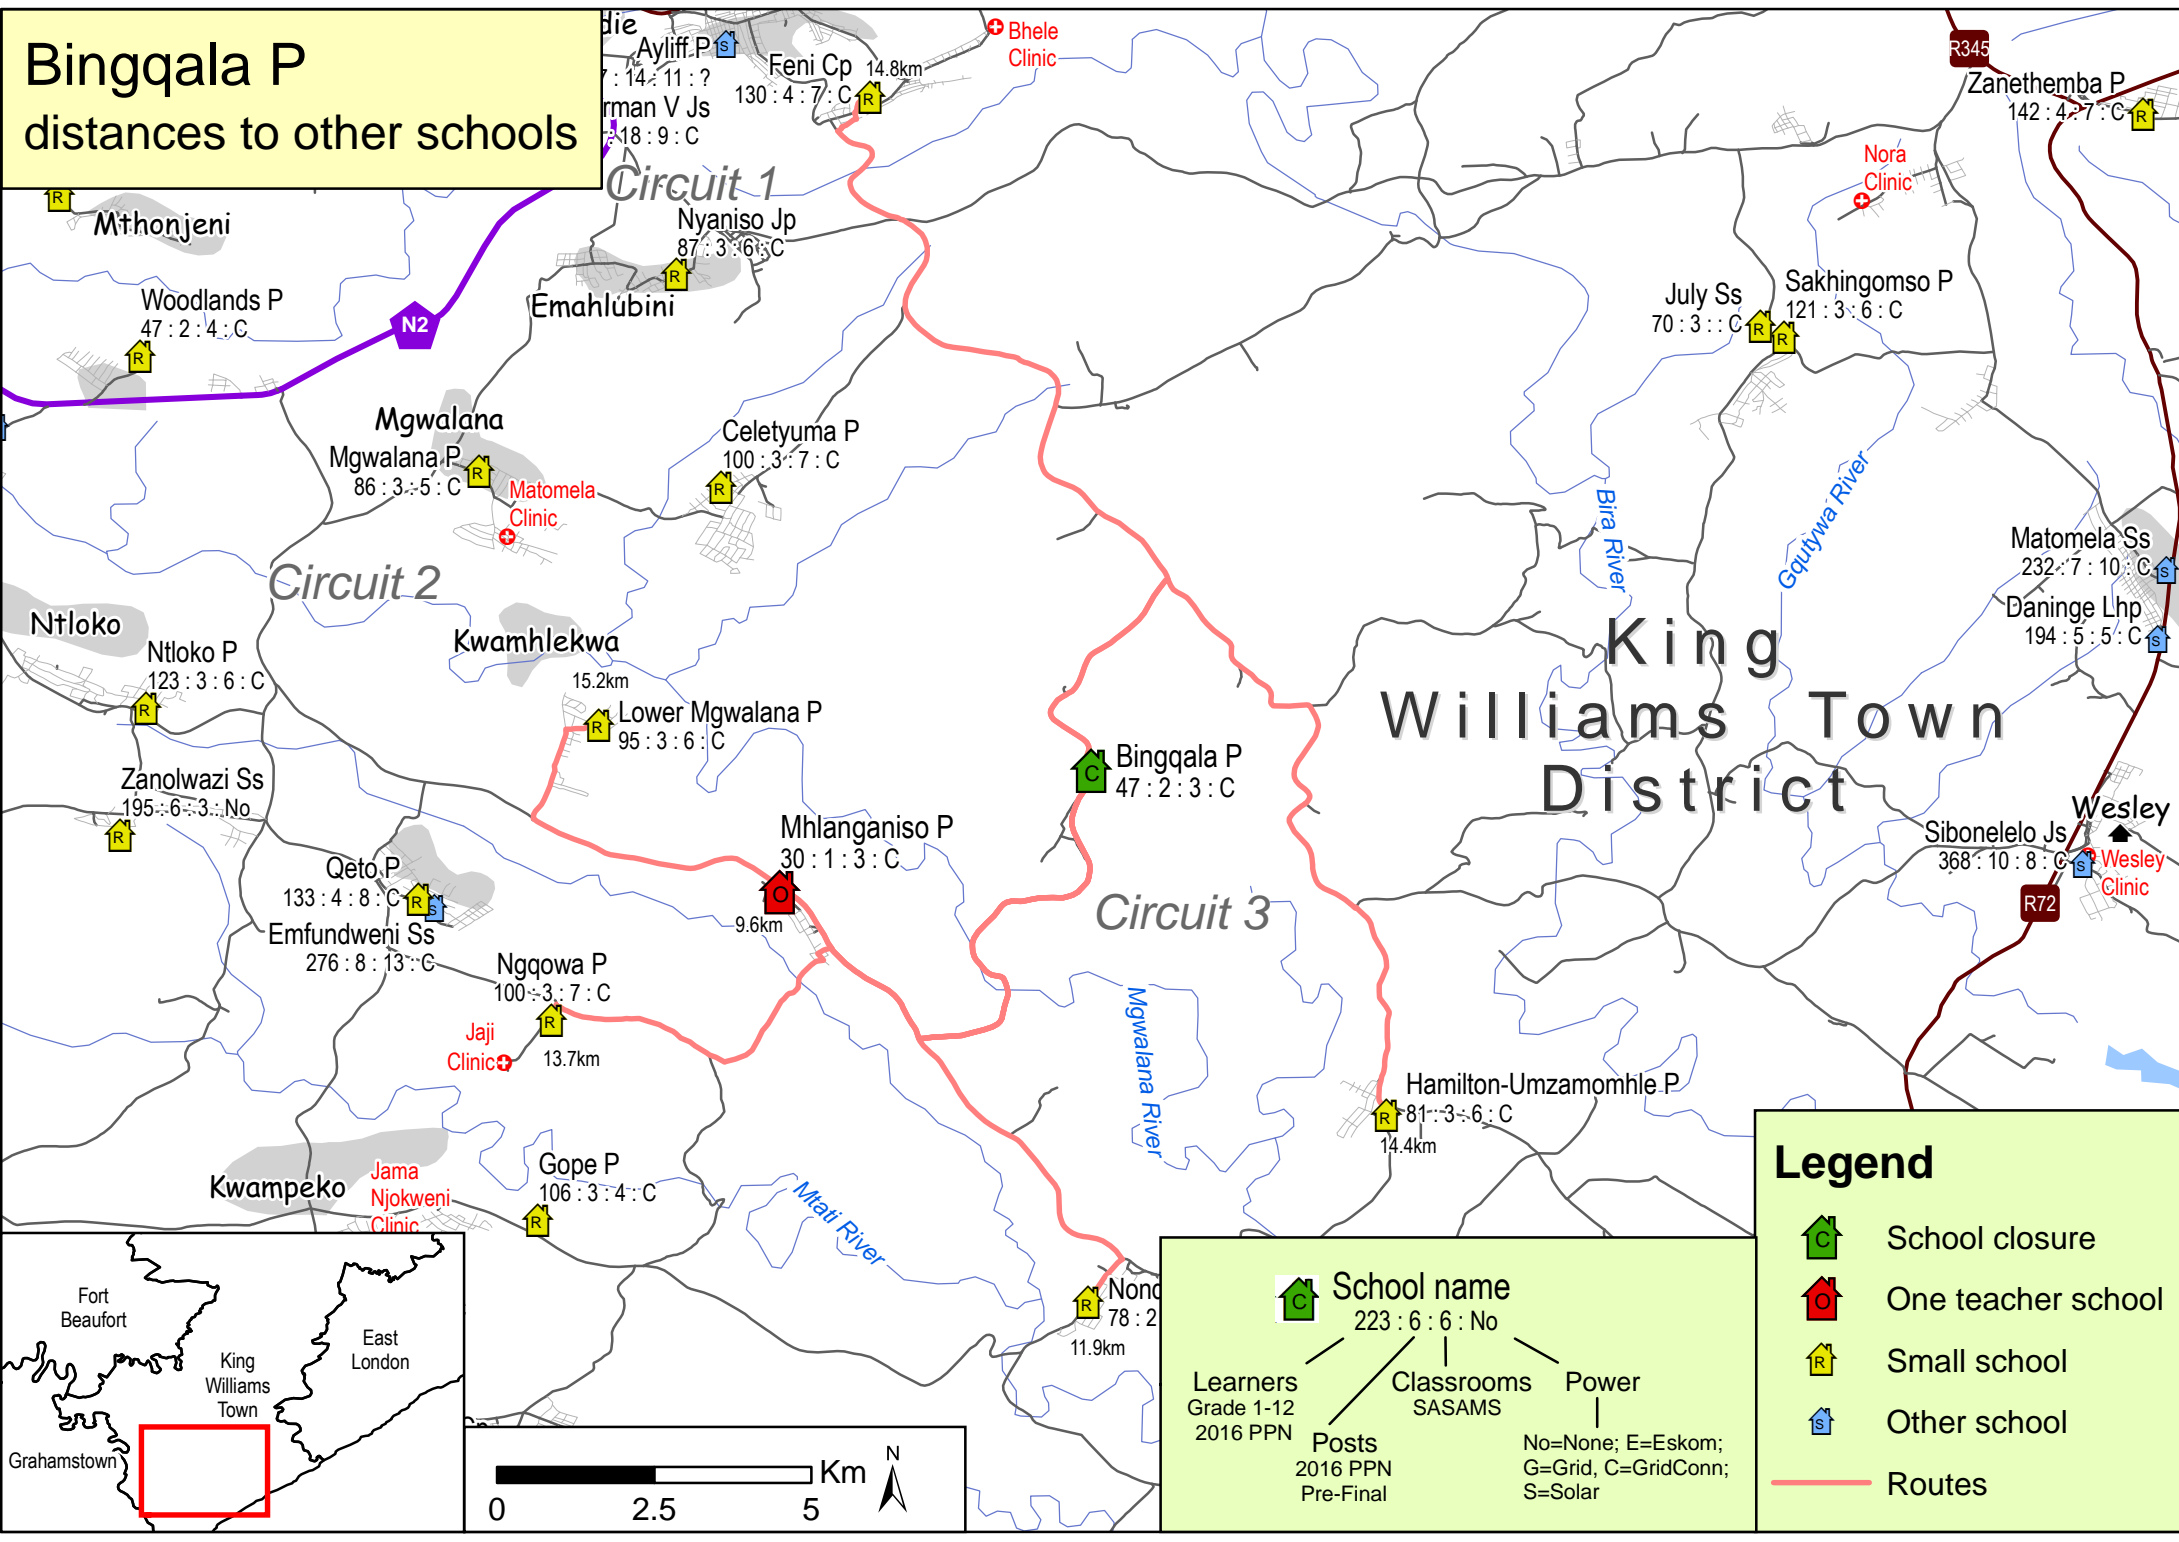 Bingqala P
distances to other schools
die
Ayliff P
: 14 : 11 : ?
rman V Js
: 18 : 9 : C
Feni Cp
130 : 4 : 7 : C
14.8km
Bhele
Clinic
R345
Zanethemba P
142 : 4 : 7 : C
Nora
Clinic
Circuit 1
Mthonjeni
Nyaniso Jp
87 : 3 : 6 : C
Emahlubini
Woodlands P
47 : 2 : 4 : C
N2
July Ss
70 : 3 : : C
Sakhingomso P
121 : 3 : 6 : C
Mgwalana
Mgwalana P
86 : 3 : 5 : C
Matomela
Clinic
Celetyuma P
100 : 3 : 7 : C
Bira River
Gqutywa River
Matomela Ss
232 : 7 : 10 : C
Daninge Lhp
194 : 5 : 5 : C
Circuit 2
Ntloko
Ntloko P
123 : 3 : 6 : C
Kwamhlekwa
15.2km
Lower Mgwalana P
95 : 3 : 6 : C
King
Williams Town
District
Bingqala P
47 : 2 : 3 : C
Zanolwazi Ss
195 : 6 : 3 : No
Mhlanganiso P
30 : 1 : 3 : C
9.6km
Wesley
Sibonelelo Js
368 : 10 : 8 : C
Wesley
Clinic
R72
Qeto P
133 : 4 : 8 : C
Emfundweni Ss
276 : 8 : 13 : C
Circuit 3
Ngqowa P
100 : 3 : 7 : C
Jaji
Clinic
13.7km
Mgwalana River
Hamilton-Umzamomhle P
81 : 3 : 6 : C
14.4km
Kwampeko
Jama
Njokweni
Clinic
Gope P
106 : 3 : 4 : C
Mtati River
Nonc
78 : 2
11.9km
Fort
Beaufort
King
Williams
Town
East
London
Grahamstown
0 2.5 5
Km
N
School name
223 : 6 : 6 : No
Learners
Grade 1-12
2016 PPN
Posts
2016 PPN
Pre-Final
Classrooms
SASAMS
Power
No=None; E=Eskom;
G=Grid, C=GridConn;
S=Solar
Legend
C School closure
O One teacher school
R Small school
S Other school
Routes